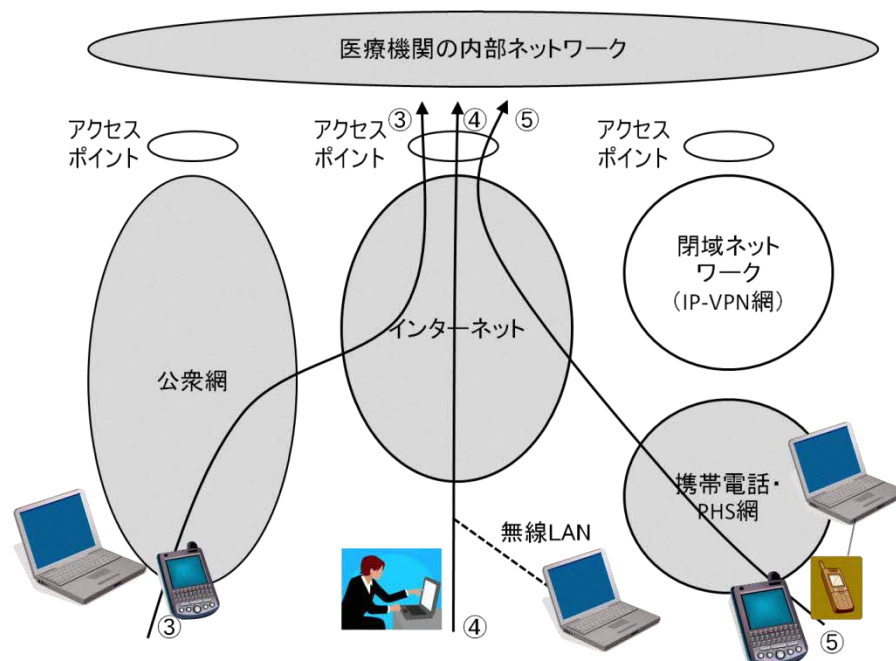 医療機関の内部ネットワーク
③
④
⑤
アクセス
ポイント
アクセス
ポイント
アクセス
ポイント
閉域ネット
ワーク
（IP-VPN網）
インターネット
公衆網
携帯電話・
PHS網
無線LAN
③
④
⑤